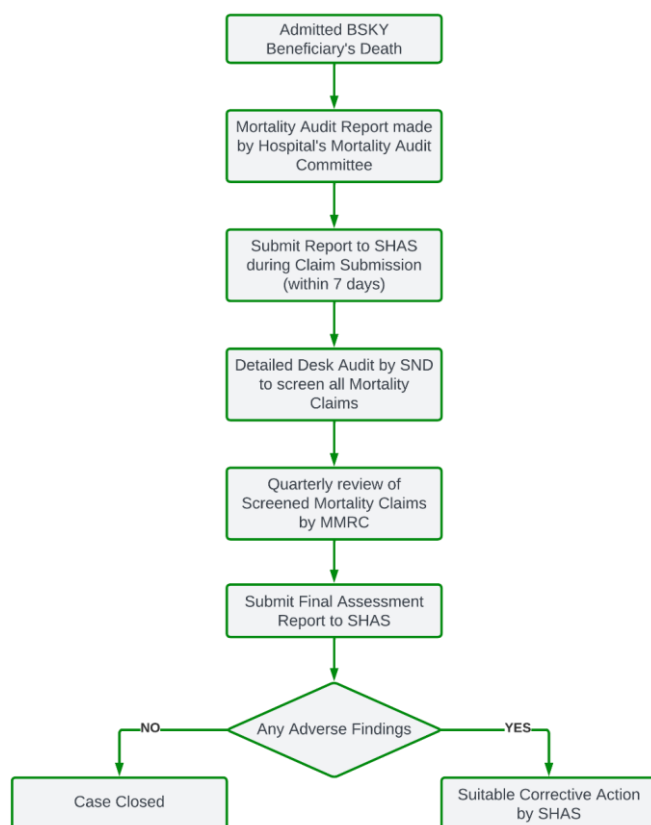 Admitted BSKY
Beneficiary's Death
Mortality Audit Report made
by Hospital's Mortality Audit
Committee
Submit Report to SHAS
during Claim Submission
(within 7 days)
Detailed Desk Audit by SND
to screen all Mortality
Claims
Quarterly review of
Screened Mortality Claims
by MMRC
Submit Final Assessment
Report to SHAS
Any Adverse Findings
NO
YES
Case Closed
Suitable Corrective Action
by SHAS